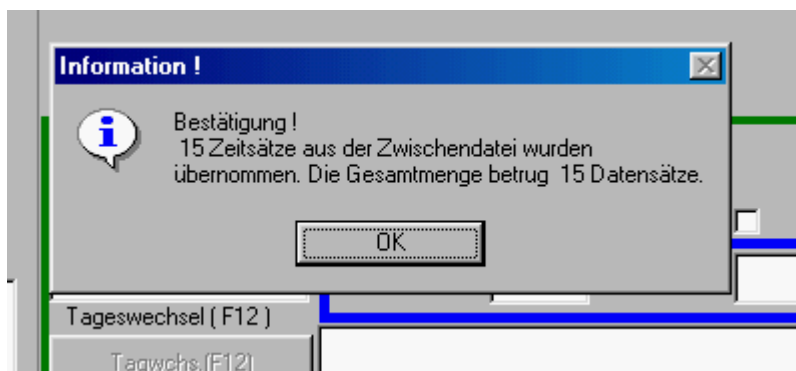 Information !
Bestätigung !
15 Zeitsätze aus der Zwischendatei wurden
übernommen. Die Gesamtmenge betrug 15 Datensätze.
OK
Tageswechsel ( F12 )
Tagwchs.(F12)